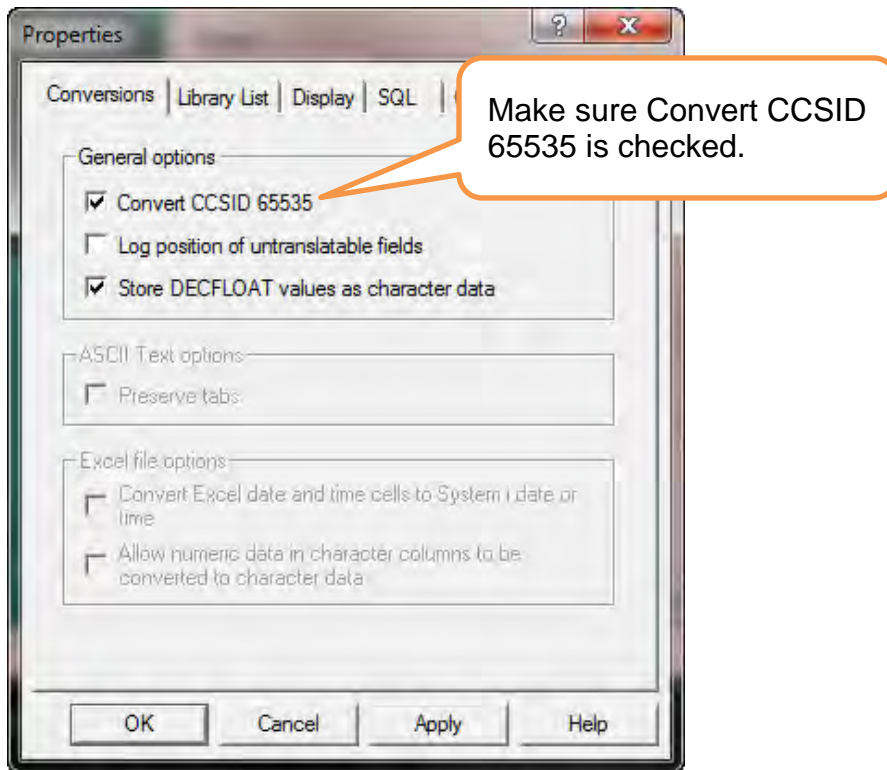 Properties
Conversions Library List Display SQL
Make sure Convert CCSID
65535 is checked.
General options
Convert CCSID 65535
Log position of untranslatable fields
Store DECFLOAT values as character data
ASCII Text options
Preserve tabs
Excel file options
Convert Excel date and time cells to System i date or
time
Allow numeric data in character columns to be
converted to character data
OK Cancel Apply Help